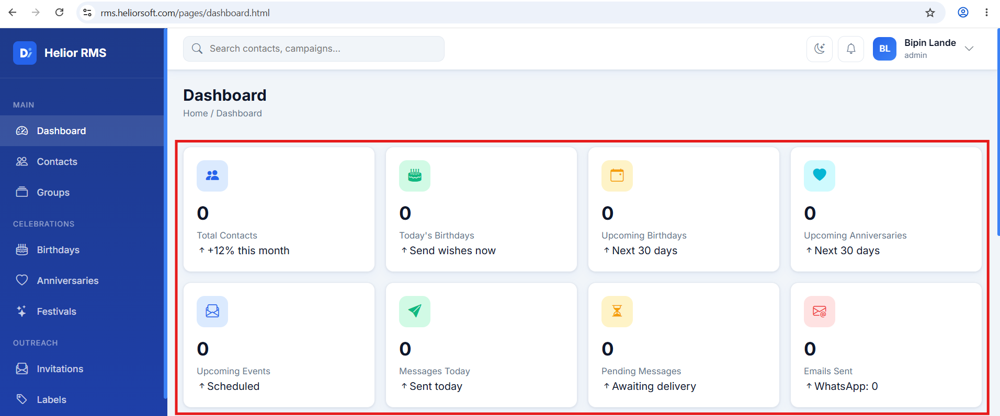 rms.heliorsoft.com/pages/dashboard.html
Helior RMS
Search contacts, campaigns...
BL
Bipin Lande
admin
MAIN
Dashboard
Contacts
Groups
CELEBRATIONS
Birthdays
Anniversaries
Festivals
OUTREACH
Invitations
Labels
Dashboard
Home / Dashboard
0
Total Contacts
↑ +12% this month
0
Today's Birthdays
↑ Send wishes now
0
Upcoming Birthdays
↑ Next 30 days
0
Upcoming Anniversaries
↑ Next 30 days
0
Upcoming Events
↑ Scheduled
0
Messages Today
↑ Sent today
0
Pending Messages
↑ Awaiting delivery
0
Emails Sent
↑ WhatsApp: 0